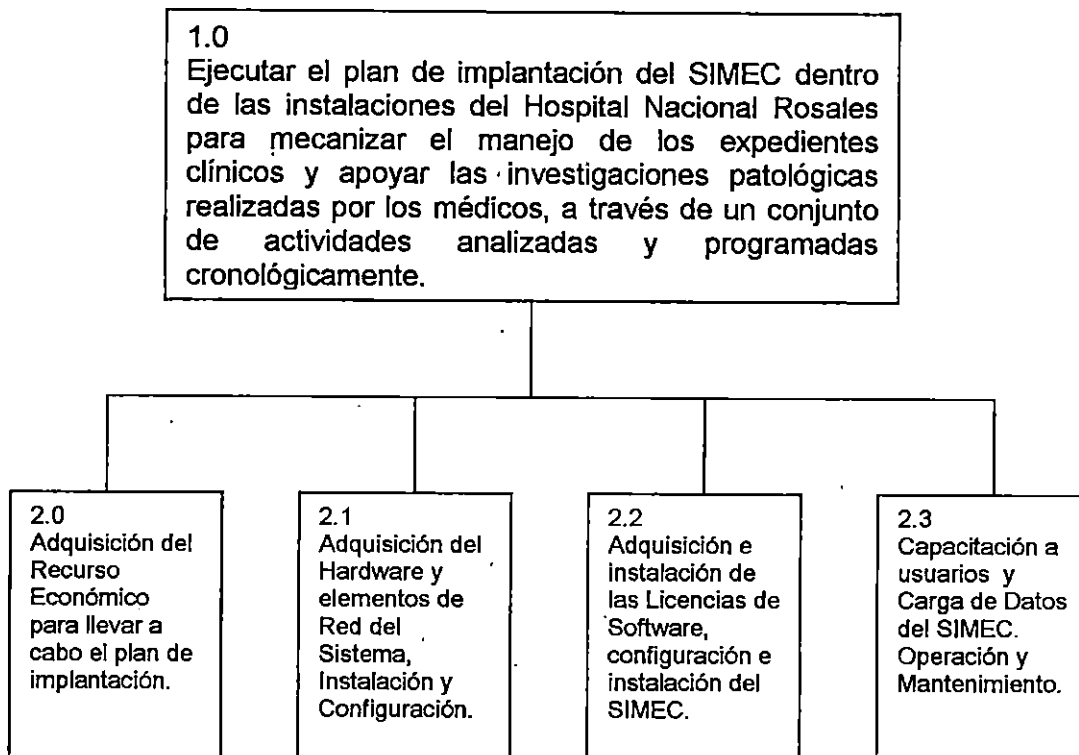 1.0
Ejecutar el plan de implantación del SIMEC dentro
de las instalaciones del Hospital Nacional Rosales
para mecanizar el manejo de los expedientes
clínicos y apoyar las investigaciones patológicas
realizadas por los médicos, a través de un conjunto
de actividades analizadas y programadas
cronológicamente.
2.0
Adquisición del
Recurso
Económico
para llevar a
cabo el plan de
implantación.
2.1
Adquisición del
Hardware y
elementos de
Red del
Sistema,
Instalación y
Configuración.
2.2
Adquisición e
instalación de
las Licencias de
Software,
configuración e
instalación del
SIMEC.
2.3
Capacitación a
usuarios y
Carga de Datos
del SIMEC.
Operación y
Mantenimiento.